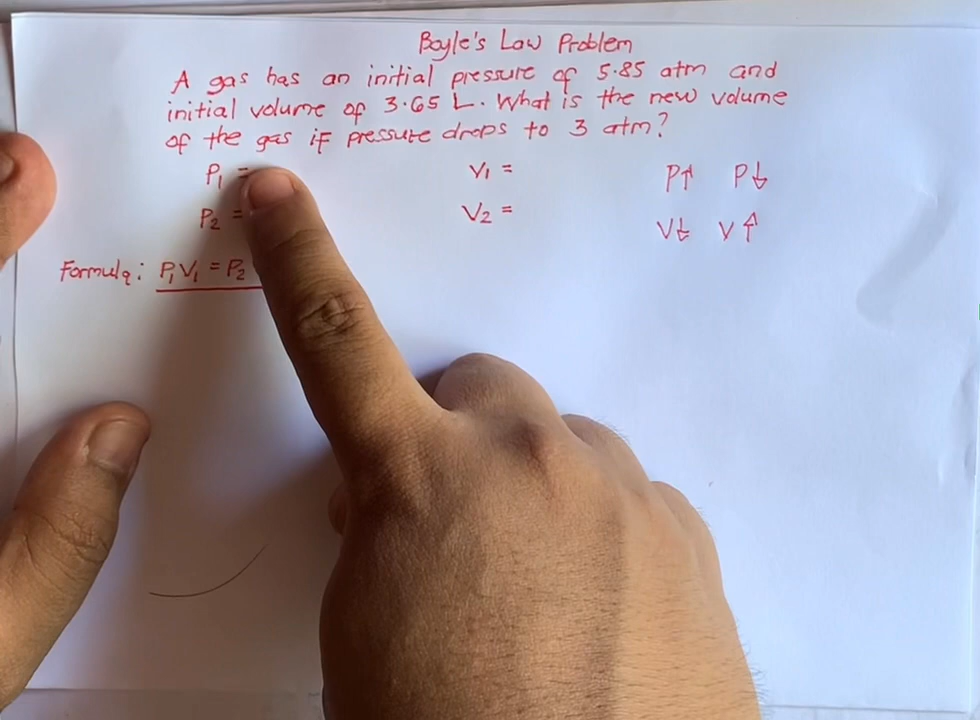 Boyle's Law Problem
A gas has an initial pressure of 5.85 atm and
initial volume of 3.65 L. What is the new volume
of the gas if pressure drops to 3 atm?
P₁ = V₁ = P↑ P↓
P₂ = V₂ = V↓ V↑
Formula: P₁V₁ = P₂